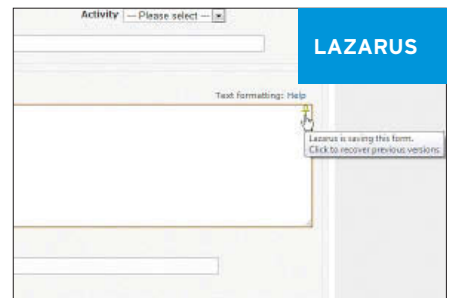 Activity — Please select —
LAZARUS
Text formatting: Help
Lazarus is saving this form.
Click to recover previous versions